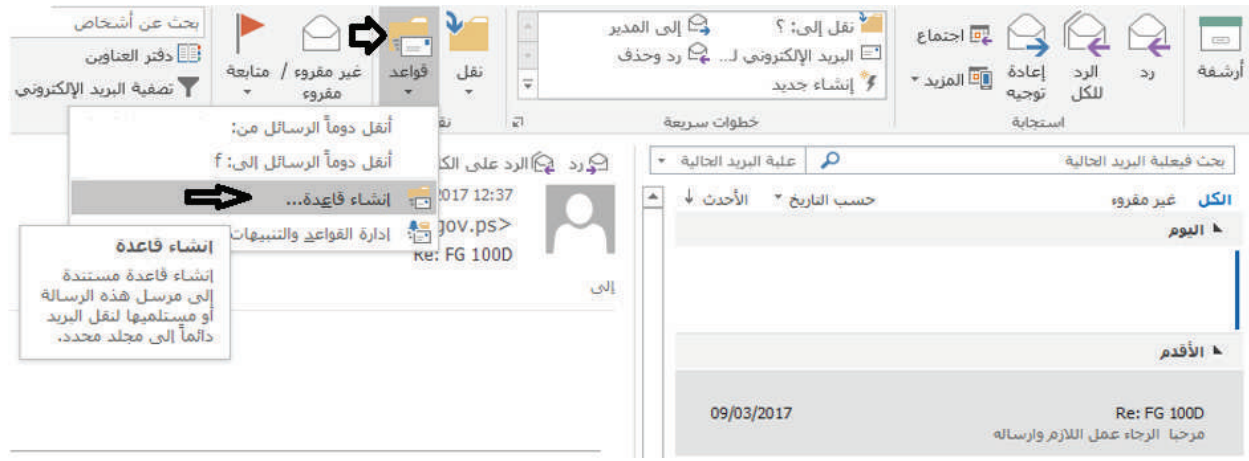 أرشفة
رد
الرد للكل
إعادة توجيه
اجتماع
المزيد
استجابة
نقل إلى: ؟
إلى المدير
البريد الإلكتروني لـ...
رد وحذف
إنشاء جديد
خطوات سريعة
نقل
قواعد
غير مقروء / مقروء
متابعة
بحث عن أشخاص
دفتر العناوين
تصفية البريد الإلكتروني
أنقل دوماً الرسائل من:
أنقل دوماً الرسائل إلى: f
إنشاء قاعدة...
إدارة القواعد والتنبيهات
إنشاء قاعدة
إنشاء قاعدة مستندة
إلى مرسل هذه الرسالة
أو مستلميها لنقل البريد
دائماً إلى مجلد محدد.
بحث فيعلبة البريد الحالية
علبة البريد الحالية
الكل
غير مقروء
حسب التاريخ
الأحدث
اليوم
الأقدم
Re: FG 100D
09/03/2017
مرحبا الرجاء عمل اللازم وارساله
رد
الرد على
2017 12:37
gov.ps>
Re: FG 100D
إلى